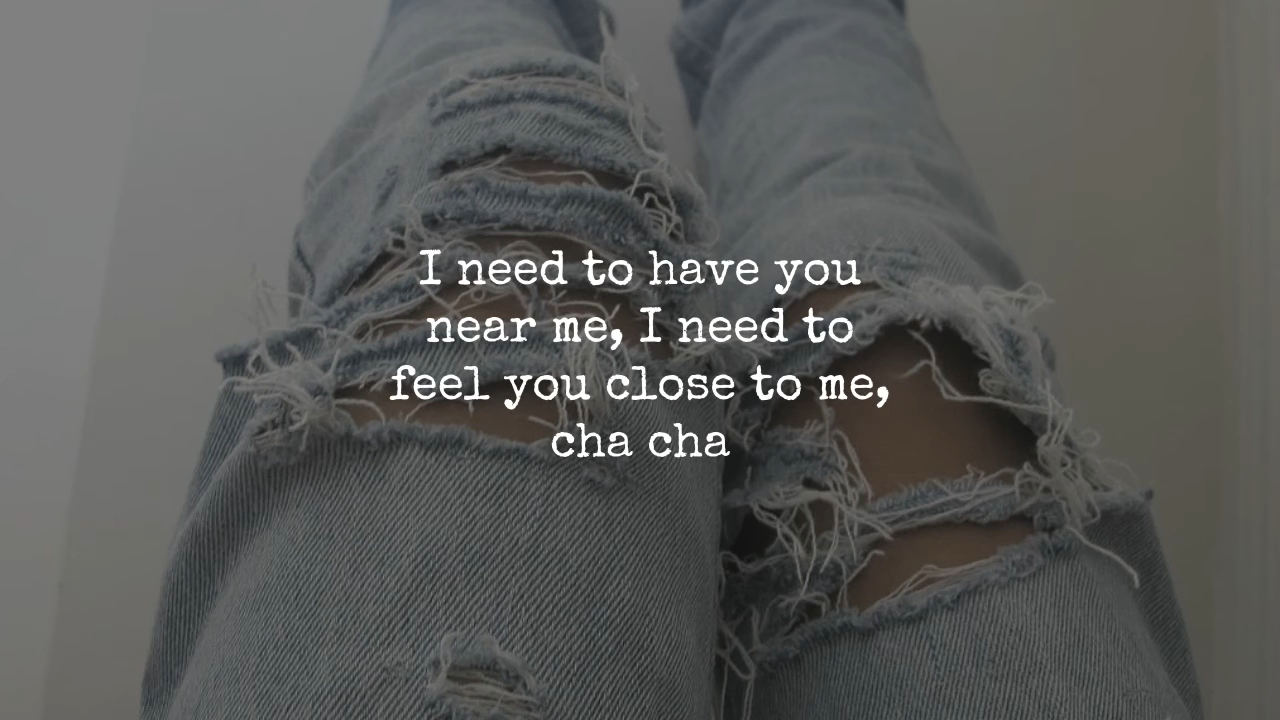 I need to have you
near me, I need to
feel you close to me,
cha cha